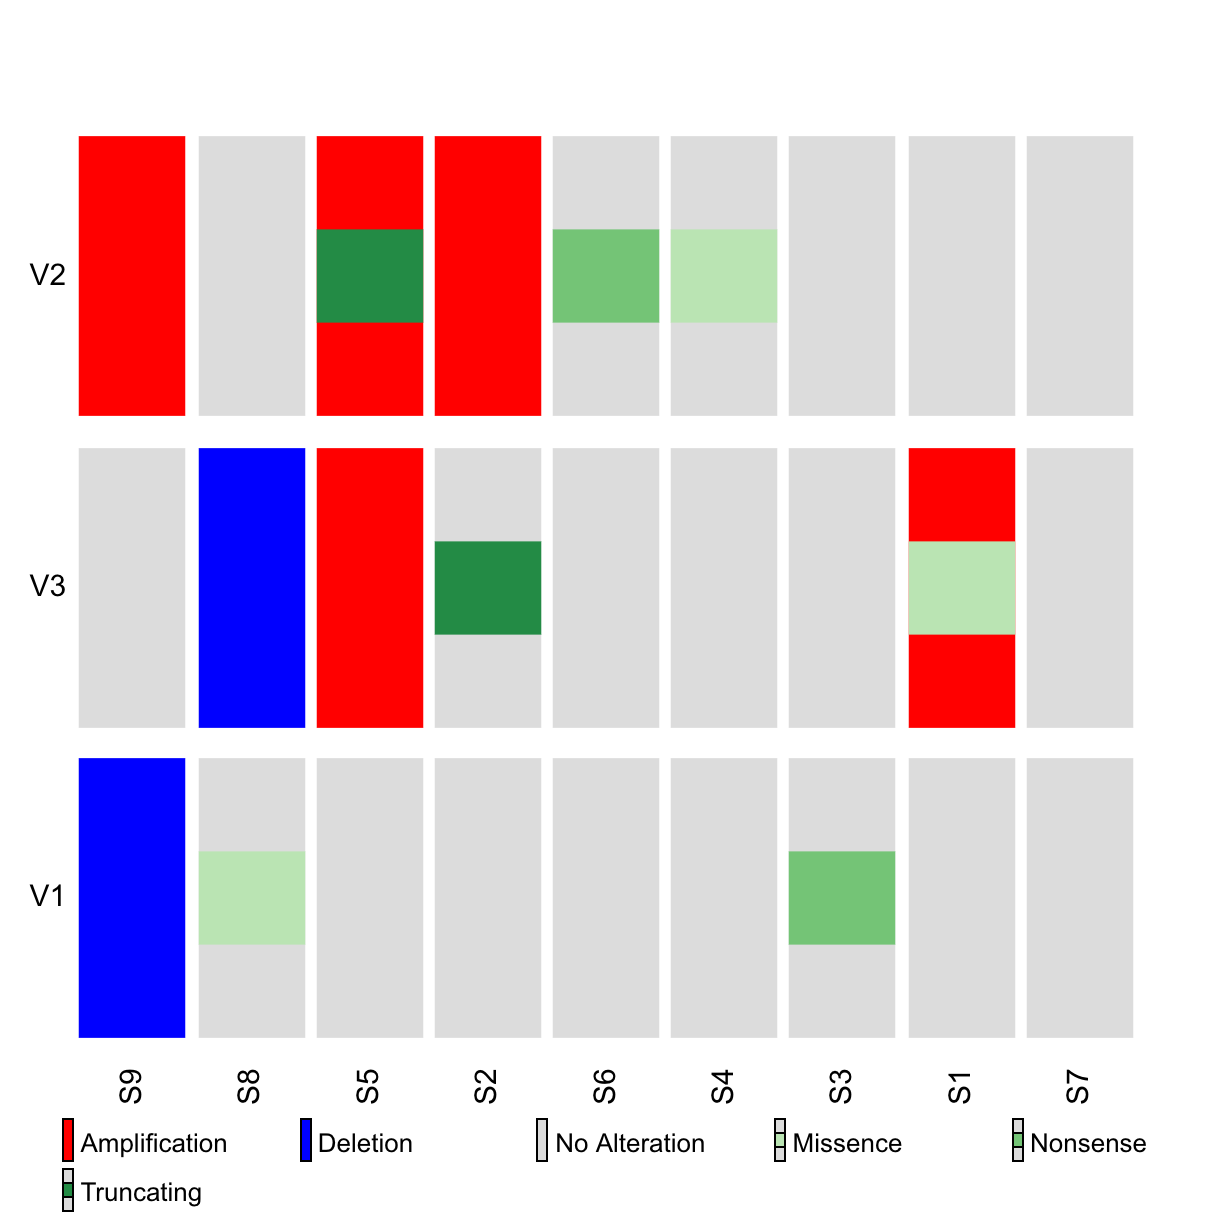 V2
V3
V1
S9 S8 S5 S2 S6 S4 S3 S1 S7
Amplification Deletion No Alteration Missence Nonsense
Truncating